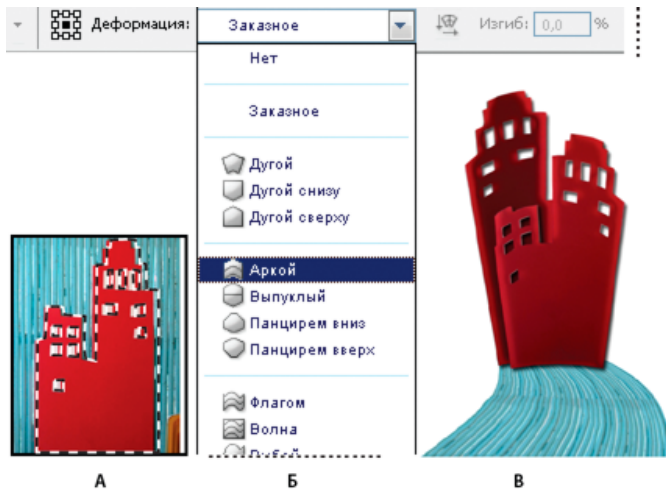 Деформация: Заказное Изгиб: 0,0 %
Нет
Заказное
Дугой
Дугой снизу
Дугой сверху
Аркой
Выпуклый
Панцирем вниз
Панцирем вверх
Флагом
Волна
А Б В